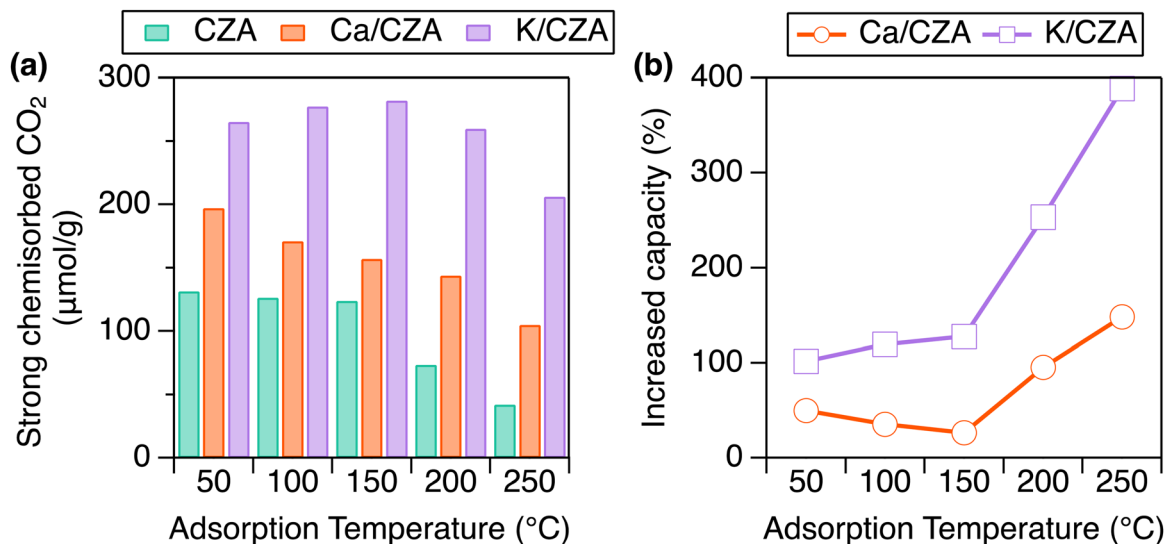 CZA Ca/CZA K/CZA
(a)
300
200
100
0
50 100 150 200 250
Strong chemisorbed CO₂
(μmol/g)
Adsorption Temperature (°C)
Ca/CZA K/CZA
(b)
400
300
200
100
0
50 100 150 200 250
Increased capacity (%)
Adsorption Temperature (°C)